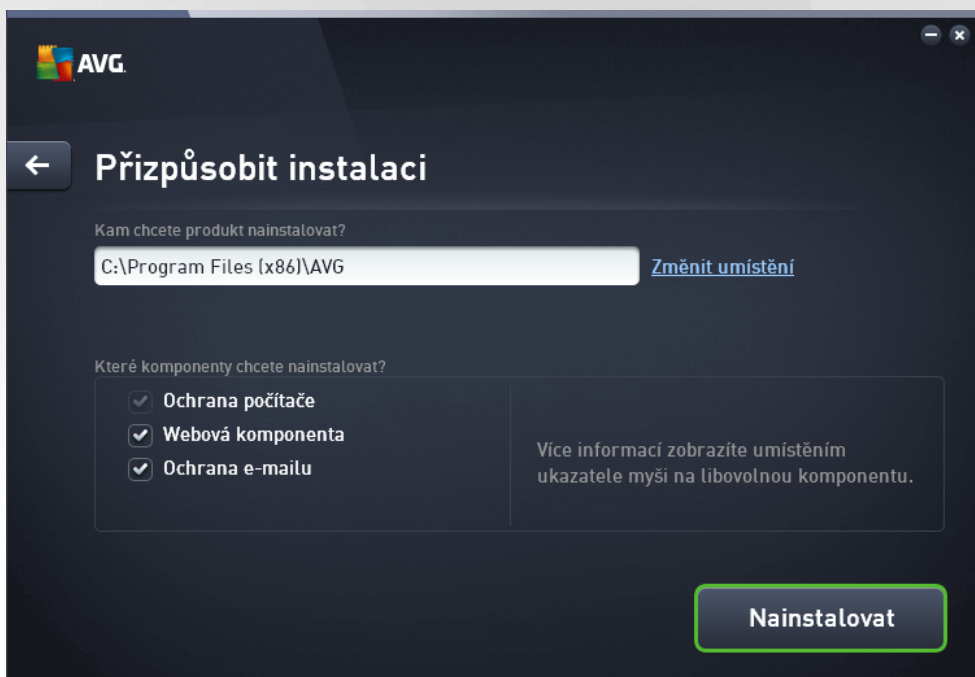 AVG.
Přizpůsobit instalaci
Kam chcete produkt nainstalovat?
C:\Program Files (x86)\AVG
Změnit umístění
Které komponenty chcete nainstalovat?
Ochrana počítače
Webová komponenta
Ochrana e-mailu
Více informací zobrazíte umístěním
ukazatele myši na libovolnou komponentu.
Nainstalovat